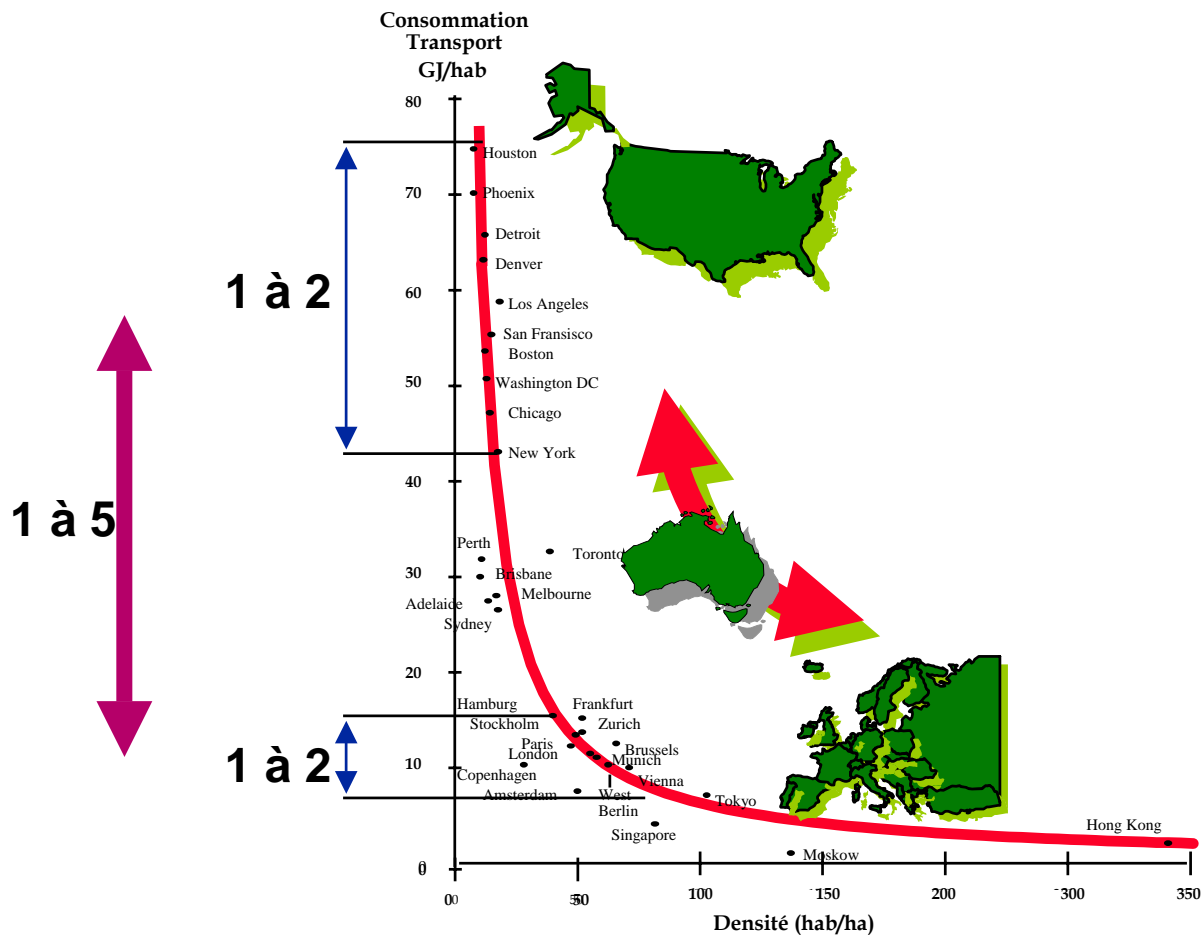 Consommation
Transport
GJ/hab
80
Houston
70
Phoenix
Detroit
Denver
1 à 2
60
Los Angeles
San Fransisco
Boston
50
Washington DC
Chicago
New York
40
1 à 5
Perth
Toronto
30
Brisbane
Melbourne
Adelaide
Sydney
20
Hamburg
Frankfurt
Stockholm
Zurich
Paris
London
Brussels
Munich
1 à 2
10
Copenhagen
Vienna
Amsterdam
West
Berlin
Tokyo
Singapore
Hong Kong
Moskow
0
0
50
100
150
200
300
350
Densité (hab/ha)